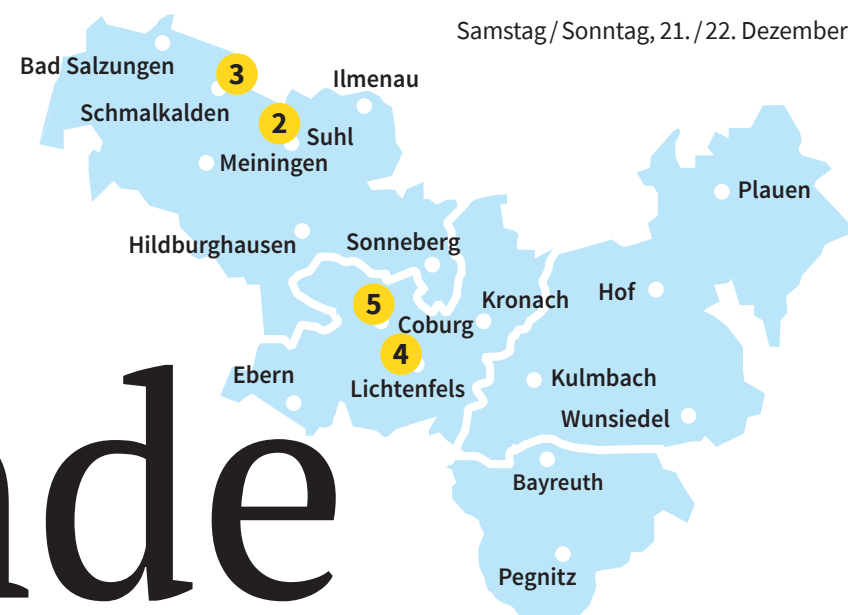 Samstag / Sonntag, 21. / 22. Dezember
Bad Salzungen
3
Ilmenau
Schmalkalden
2
Suhl
Meiningen
Plauen
Hildburghausen
Sonneberg
5
Kronach
Hof
Coburg
4
Ebern
Lichtenfels
Kulmbach
Wunsiedel
Bayreuth
Pegnitz
nde